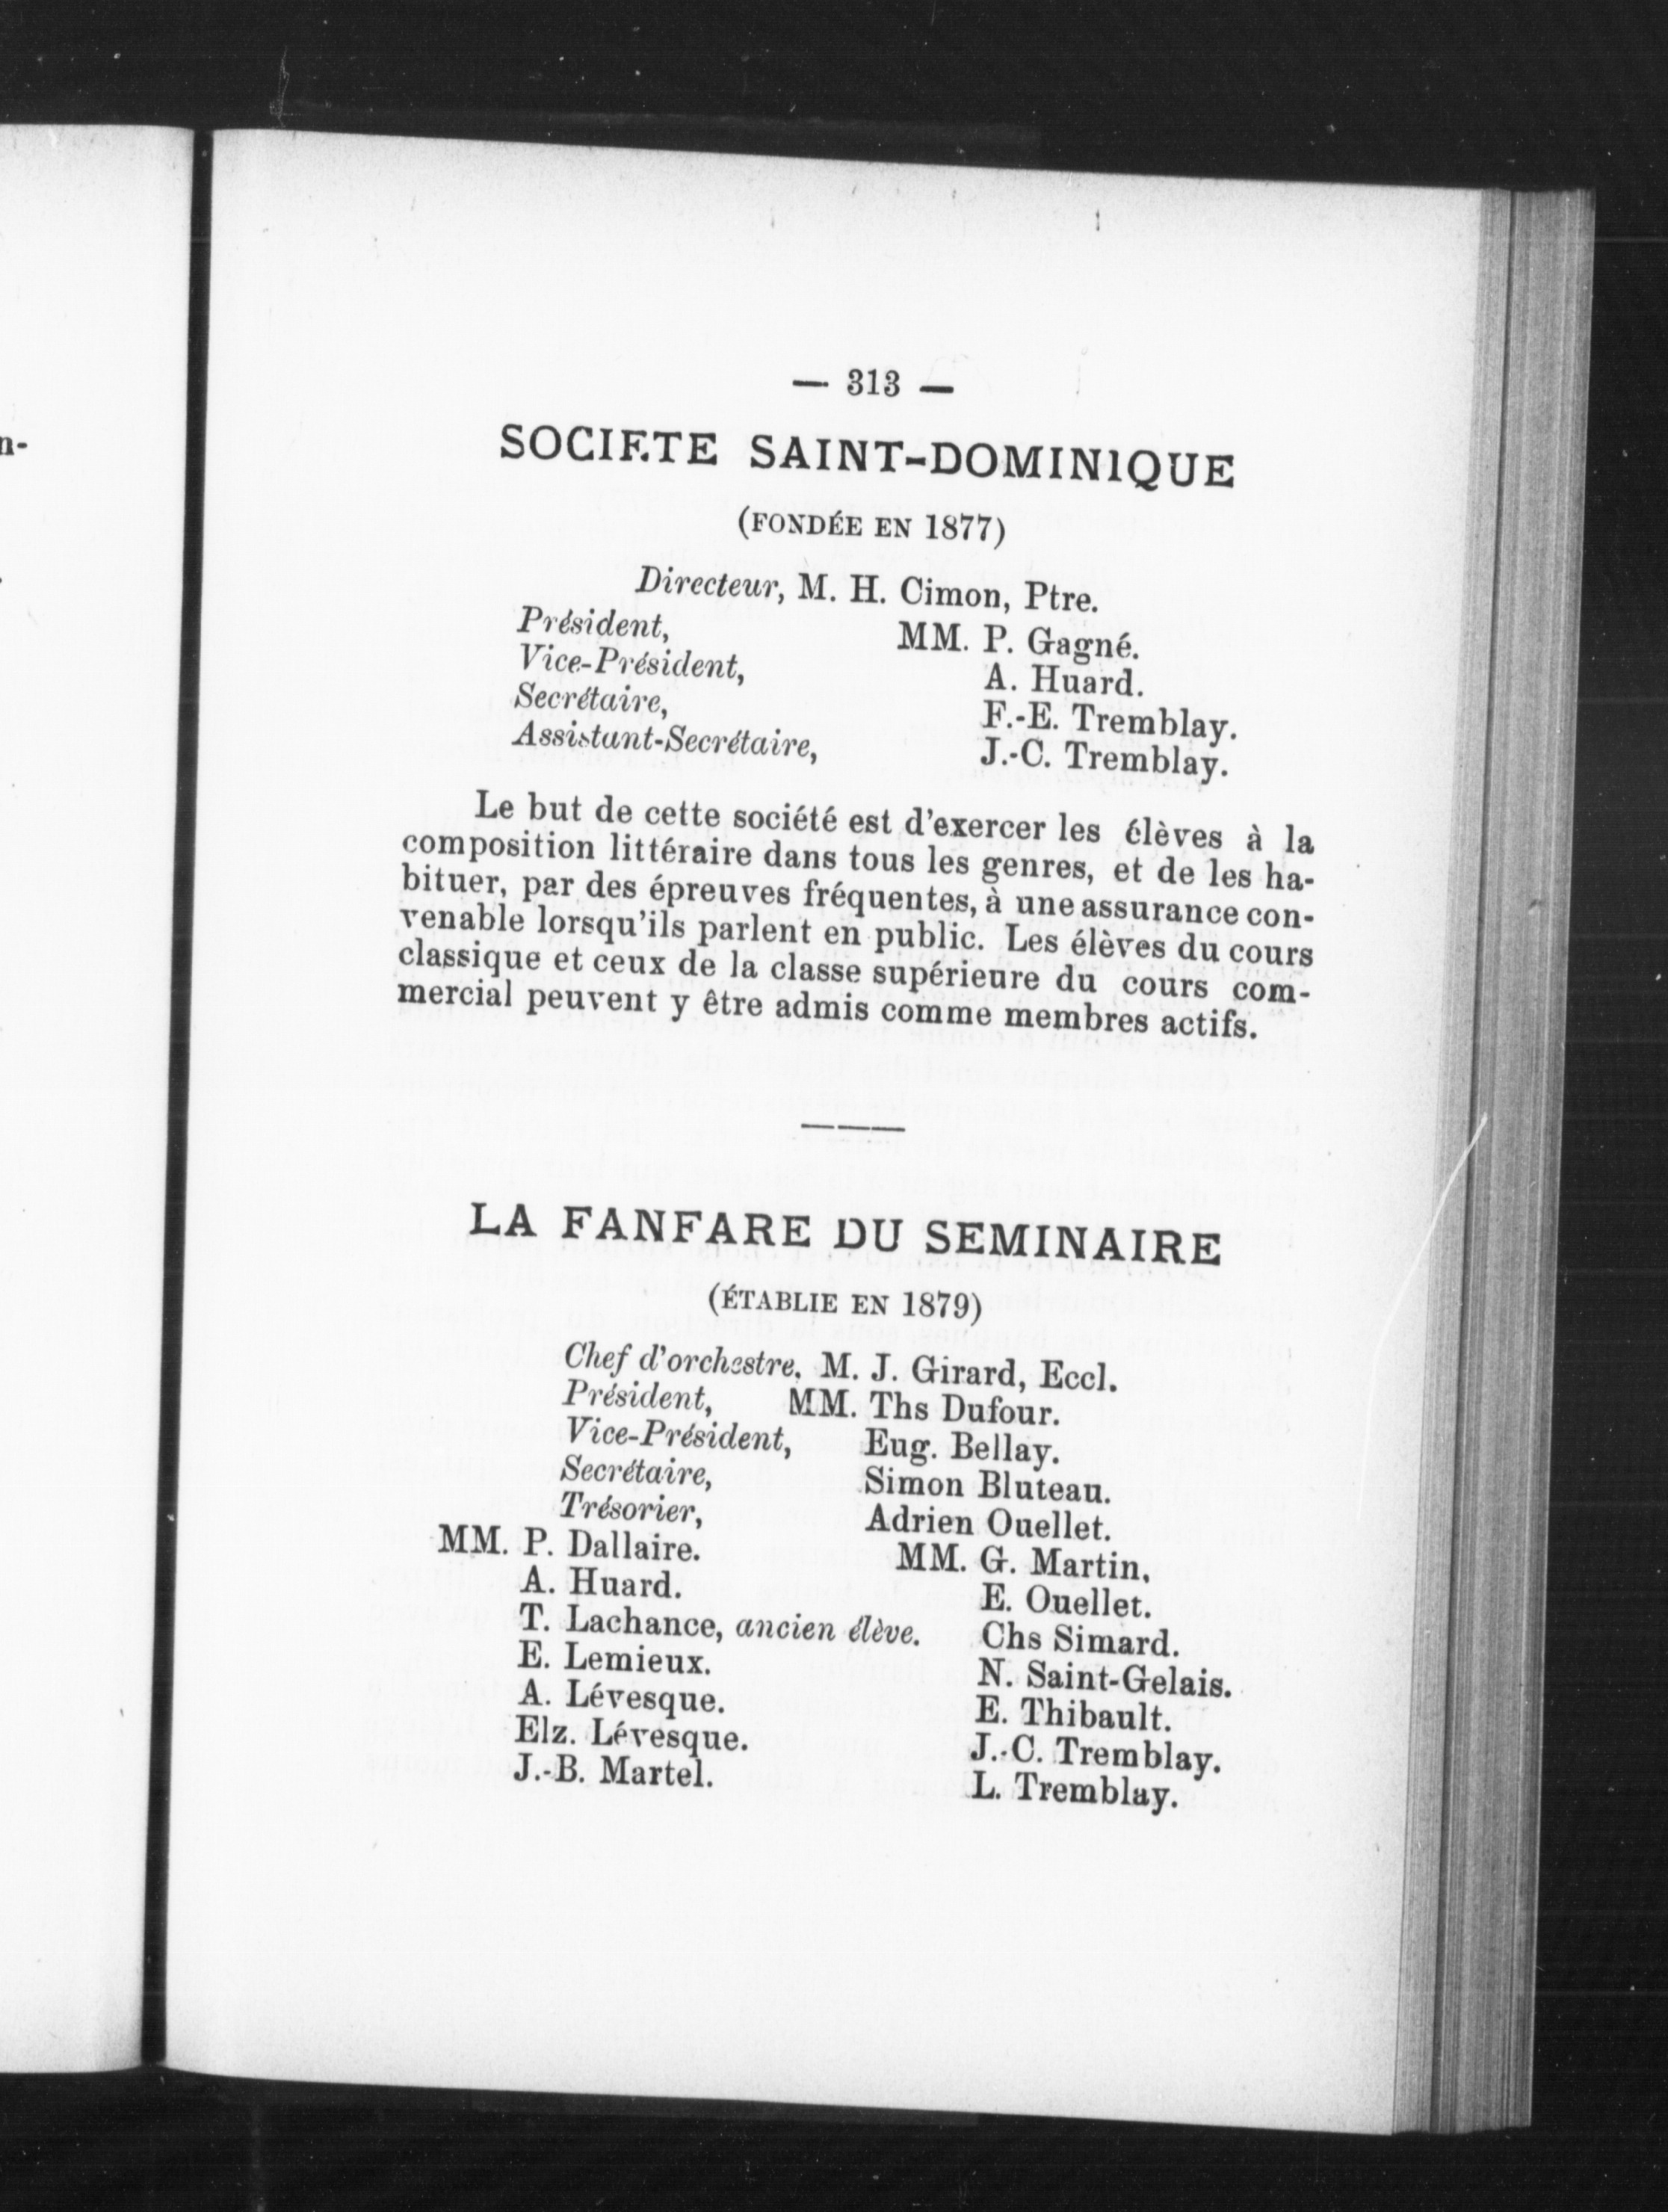 n-
— 313 —
SOCIETE SAINT-DOMINIQUE
(FONDÉE EN 1877)
Directeur, M. H. Cimon, Ptre.
Président, MM. P. Gagné.
Vice-Président, A. Huard.
Secrétaire, F.-E. Tremblay.
Assistant-Secrétaire, J.-C. Tremblay.
Le but de cette société est d'exercer les élèves à la
composition littéraire dans tous les genres, et de les ha-
bituer, par des épreuves fréquentes, à une assurance con-
venable lorsqu'ils parlent en public. Les élèves du cours
classique et ceux de la classe supérieure du cours com-
mercial peuvent y être admis comme membres actifs.
LA FANFARE DU SEMINAIRE
(ÉTABLIE EN 1879)
Chef d'orchestre, M. J. Girard, Eccl.
Président, MM. Ths Dufour.
Vice-Président, Eug. Bellay.
Secrétaire, Simon Bluteau.
Trésorier, Adrien Ouellet.
MM. P. Dallaire. MM. G. Martin.
A. Huard. E. Ouellet.
T. Lachance, ancien élève. Chs Simard.
E. Lemieux. N. Saint-Gelais.
A. Lévesque. E. Thibault.
Elz. Lévesque. J.-C. Tremblay.
J.-B. Martel. L. Tremblay.